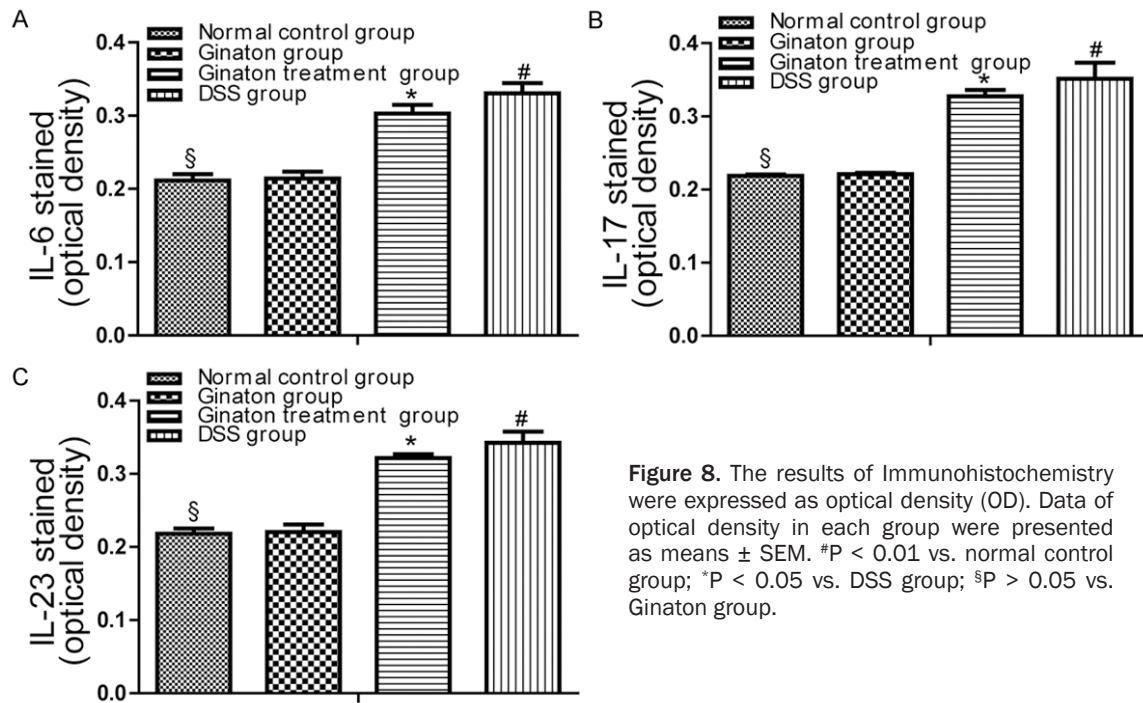 A
Normal control group
Ginaton group
Ginaton treatment group
DSS group
IL-6 stained
(optical density)
0.4
0.3
0.2
0.1
0.0
§
*
#
B
Normal control group
Ginaton group
Ginaton treatment group
DSS group
IL-17 stained
(optical density)
0.4
0.3
0.2
0.1
0.0
§
*
#
C
Normal control group
Ginaton group
Ginaton treatment group
DSS group
IL-23 stained
(optical density)
0.4
0.3
0.2
0.1
0.0
§
*
#
Figure 8. The results of Immunohistochemistry
were expressed as optical density (OD). Data of
optical density in each group were presented
as means ± SEM. #P < 0.01 vs. normal control
group; *P < 0.05 vs. DSS group; §P > 0.05 vs.
Ginaton group.